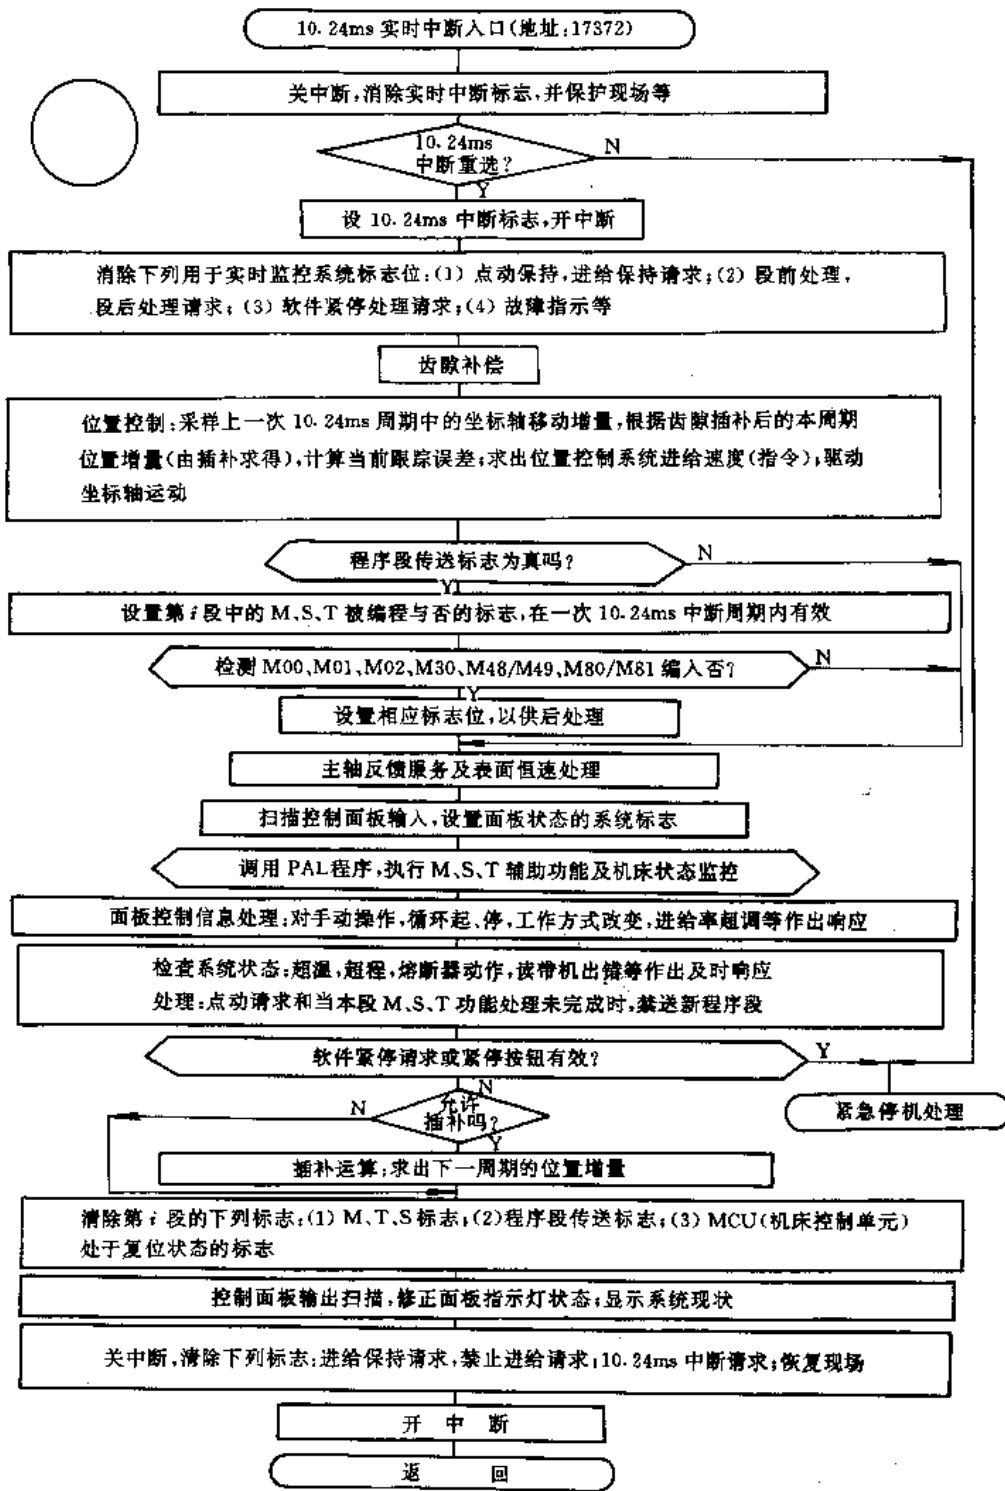 10.24ms 实时中断入口(地址:17372)
关中断,消除实时中断标志,并保护现场等
10.24ms
中断重选?
N
Y
设 10.24ms 中断标志,开中断
消除下列用于实时监控系统标志位:(1) 点动保持,进给保持请求;(2) 段前处理,
段后处理请求; (3) 软件紧停处理请求;(4) 故障指示等
齿隙补偿
位置控制:采样上一次 10.24ms 周期中的坐标轴移动增量,根据齿隙插补后的本周期
位置增量(由插补求得),计算当前跟踪误差;求出位置控制系统进给速度(指令),驱动
坐标轴运动
程序段传送标志为真吗?
N
Y
设置第 i 段中的 M、S、T 被编程与否的标志,在一次 10.24ms 中断周期内有效
检测 M00、M01、M02、M30、M48/M49、M80/M81 编入否?
N
Y
设置相应标志位,以供后处理
主轴反馈服务及表面恒速处理
扫描控制面板输入,设置面板状态的系统标志
调用 PAL程序,执行 M、S、T 辅助功能及机床状态监控
面板控制信息处理:对手动操作,循环起、停,工作方式改变,进给率超调等作出响应
检查系统状态:超温,超程,熔断器动作,读带机出错等作出及时响应
处理:点动请求和当本段 M、S、T 功能处理未完成时,禁送新程序段
软件紧停请求或紧停按钮有效?
Y
N
紧急停机处理
允许
插补吗?
N
Y
插补运算:求出下一周期的位置增量
清除第 i 段的下列标志:(1) M、T、S 标志;(2)程序段传送标志;(3) MCU(机床控制单元)
处于复位状态的标志
控制面板输出扫描,修正面板指示灯状态;显示系统现状
关中断,清除下列标志:进给保持请求,禁止进给请求;10.24ms 中断请求;恢复现场
开 中 断
返 回